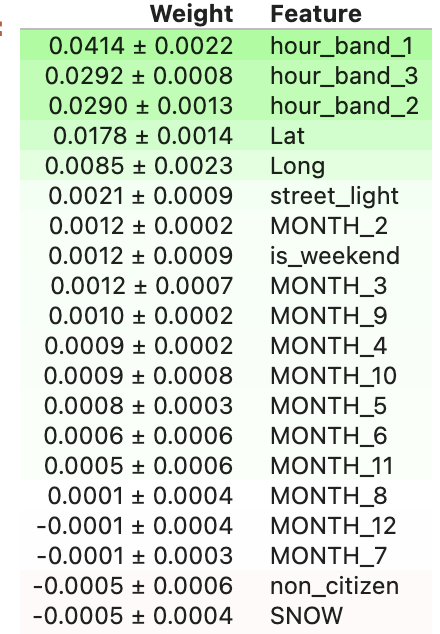 Weight Feature
0.0414 ± 0.0022 hour_band_1
0.0292 ± 0.0008 hour_band_3
0.0290 ± 0.0013 hour_band_2
0.0178 ± 0.0014 Lat
0.0085 ± 0.0023 Long
0.0021 ± 0.0009 street_light
0.0012 ± 0.0002 MONTH_2
0.0012 ± 0.0009 is_weekend
0.0012 ± 0.0007 MONTH_3
0.0010 ± 0.0002 MONTH_9
0.0009 ± 0.0002 MONTH_4
0.0009 ± 0.0008 MONTH_10
0.0008 ± 0.0003 MONTH_5
0.0006 ± 0.0006 MONTH_6
0.0005 ± 0.0006 MONTH_11
0.0001 ± 0.0004 MONTH_8
-0.0001 ± 0.0004 MONTH_12
-0.0001 ± 0.0003 MONTH_7
-0.0005 ± 0.0006 non_citizen
-0.0005 ± 0.0004 SNOW